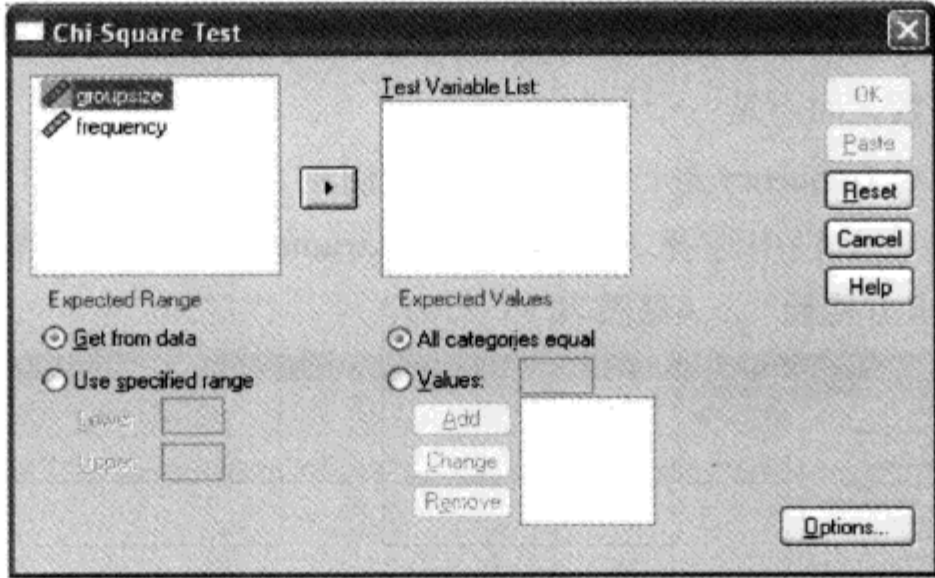 Chi-Square Test
groupsize
frequency
Test Variable List:
OK
Paste
Reset
Cancel
Help
Expected Range
Get from data
Use specified range
Lower:
Upper:
Expected Values
All categories equal
Values:
Add
Change
Remove
Options...